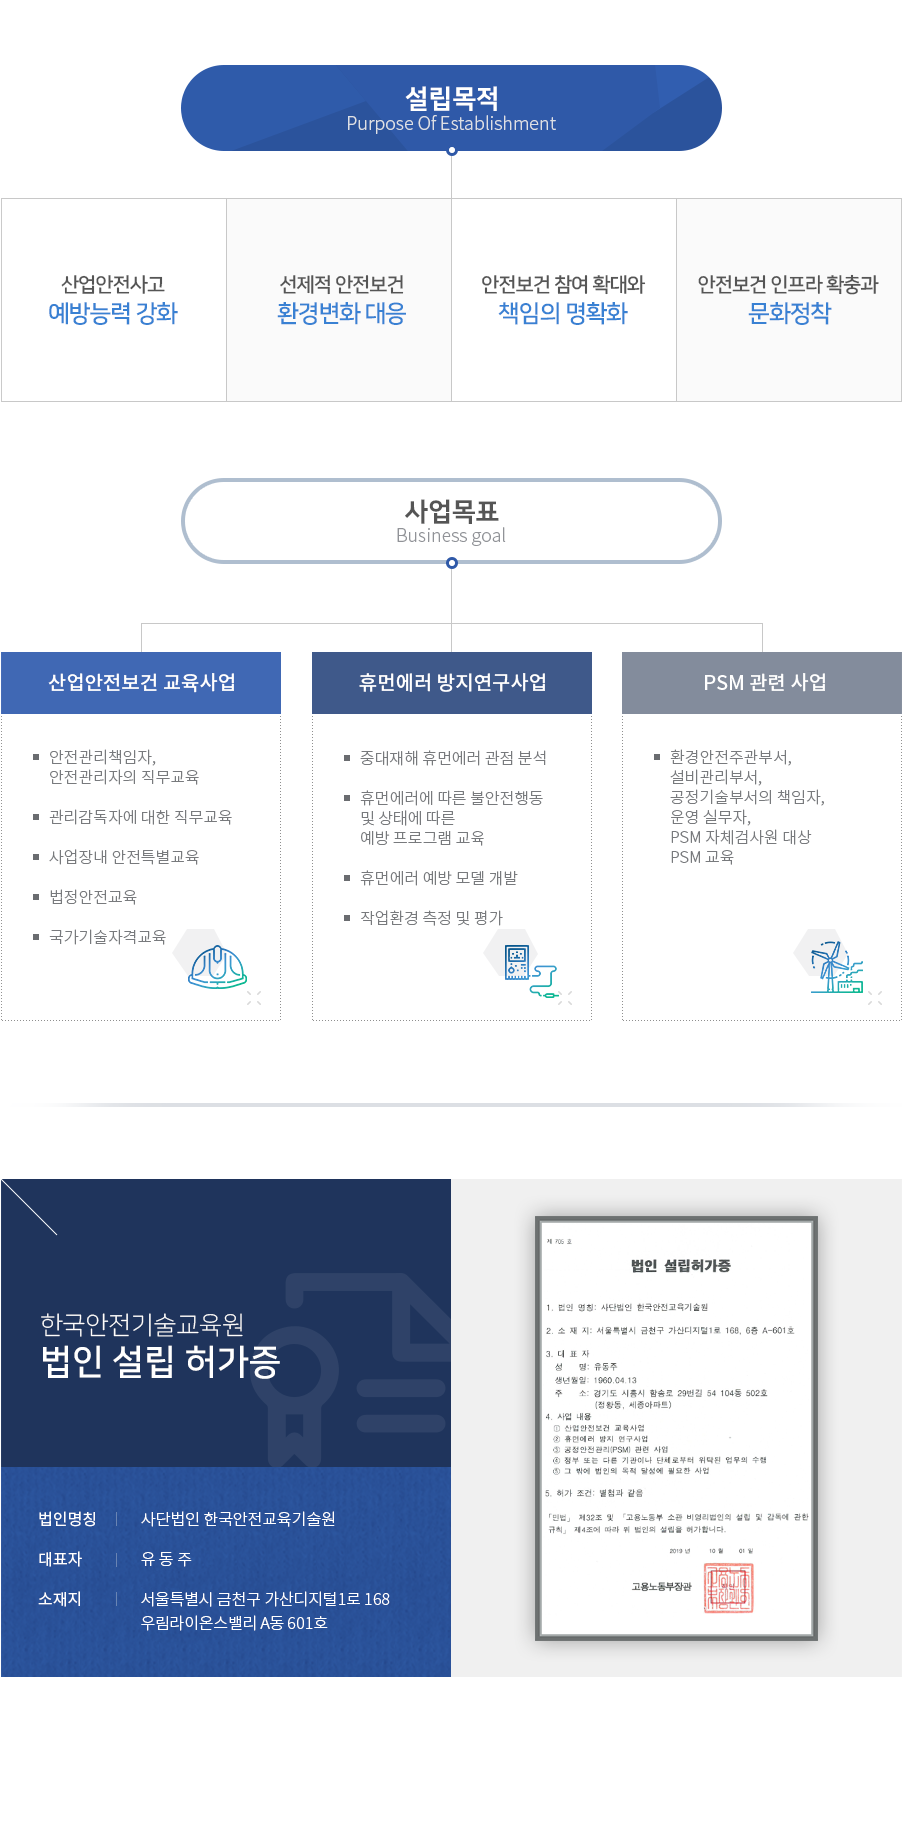 설립목적
Purpose Of Establishment
산업안전사고
예방능력 강화
선제적 안전보건
환경변화 대응
안전보건 참여 확대와
책임의 명확화
안전보건 인프라 확충과
문화정착
사업목표
Business goal
산업안전보건 교육사업
안전관리책임자,
안전관리자의 직무교육
관리감독자에 대한 직무교육
사업장내 안전특별교육
법정안전교육
국가기술자격교육
휴먼에러 방지연구사업
중대재해 휴먼에러 관점 분석
휴먼에러에 따른 불안전행동
및 상태에 따른
예방 프로그램 교육
휴먼에러 예방 모델 개발
작업환경 측정 및 평가
PSM 관련 사업
환경안전주관부서,
설비관리부서,
공정기술부서의 책임자,
운영 실무자,
PSM 자체검사원 대상
PSM 교육
한국안전기술교육원
법인 설립 허가증
법인명칭 사단법인 한국안전교육기술원
대표자 유 동 주
소재지 서울특별시 금천구 가산디지털1로 168
우림라이온스밸리 A동 601호
제 705 호
법인 설립허가증
1. 법인 명칭: 사단법인 한국안전교육기술원
2. 소 재 지: 서울특별시 금천구 가산디지털1로 168, 6층 A-601호
3. 대 표 자
성 명: 유동주
생년월일: 1960.04.13
주 소: 경기도 시흥시 함송로 29번길 54 104동 502호
(정왕동, 세종아파트)
4. 사업 내용
① 산업안전보건 교육사업
② 휴먼에러 방지 연구사업
③ 공정안전관리(PSM) 관련 사업
④ 정부 또는 다른 기관이나 단체로부터 위탁된 업무의 수행
⑤ 그 밖에 법인의 목적 달성에 필요한 사업
5. 허가 조건: 별첨과 같음
「민법」 제32조 및 「고용노동부 소관 비영리법인의 설립 및 감독에 관한
규칙」 제4조에 따라 위 법인의 설립을 허가합니다.
2019 년 10 월 01 일
고용노동부장관